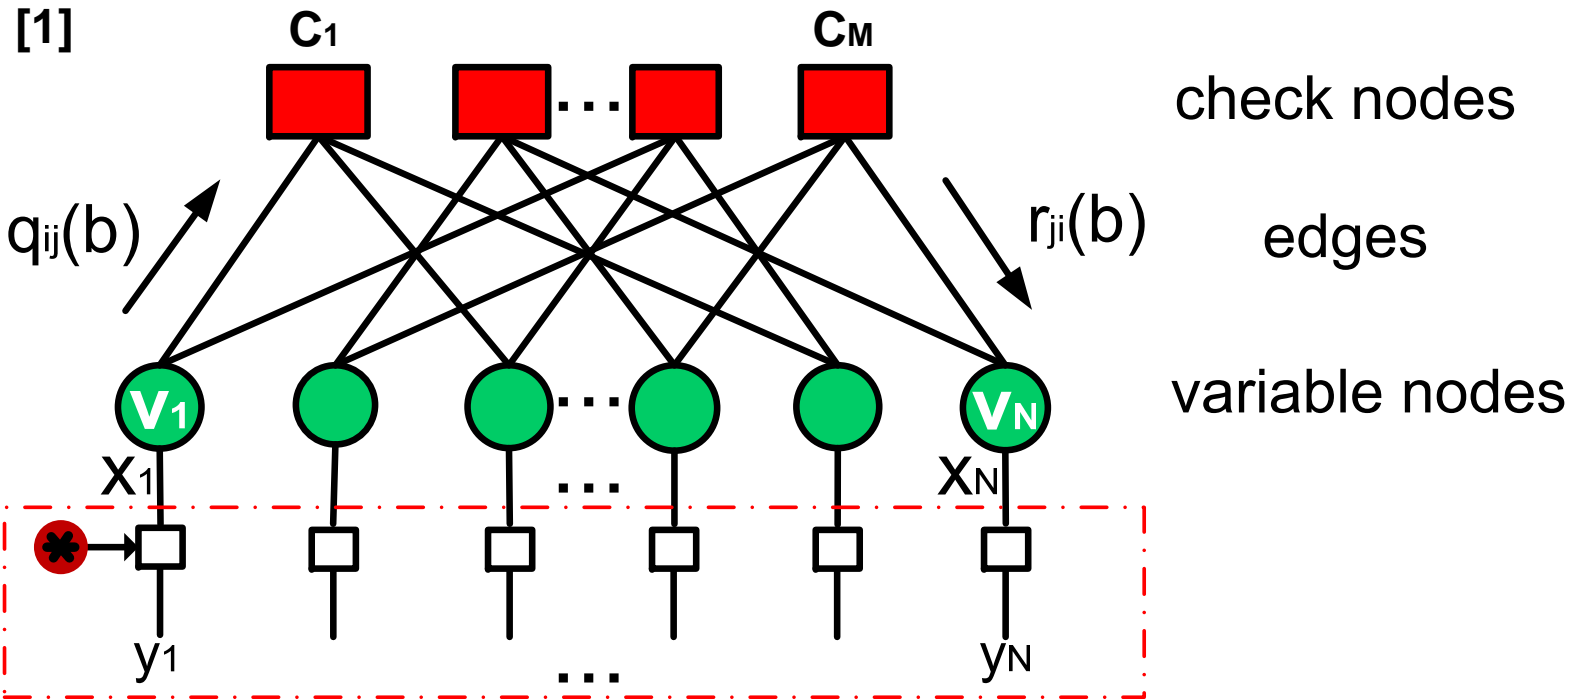 [1]
C1 CM
... check nodes
qij(b) rji(b) edges
V1 ... VN variable nodes
x1 ... xN
*
y1 ... yN